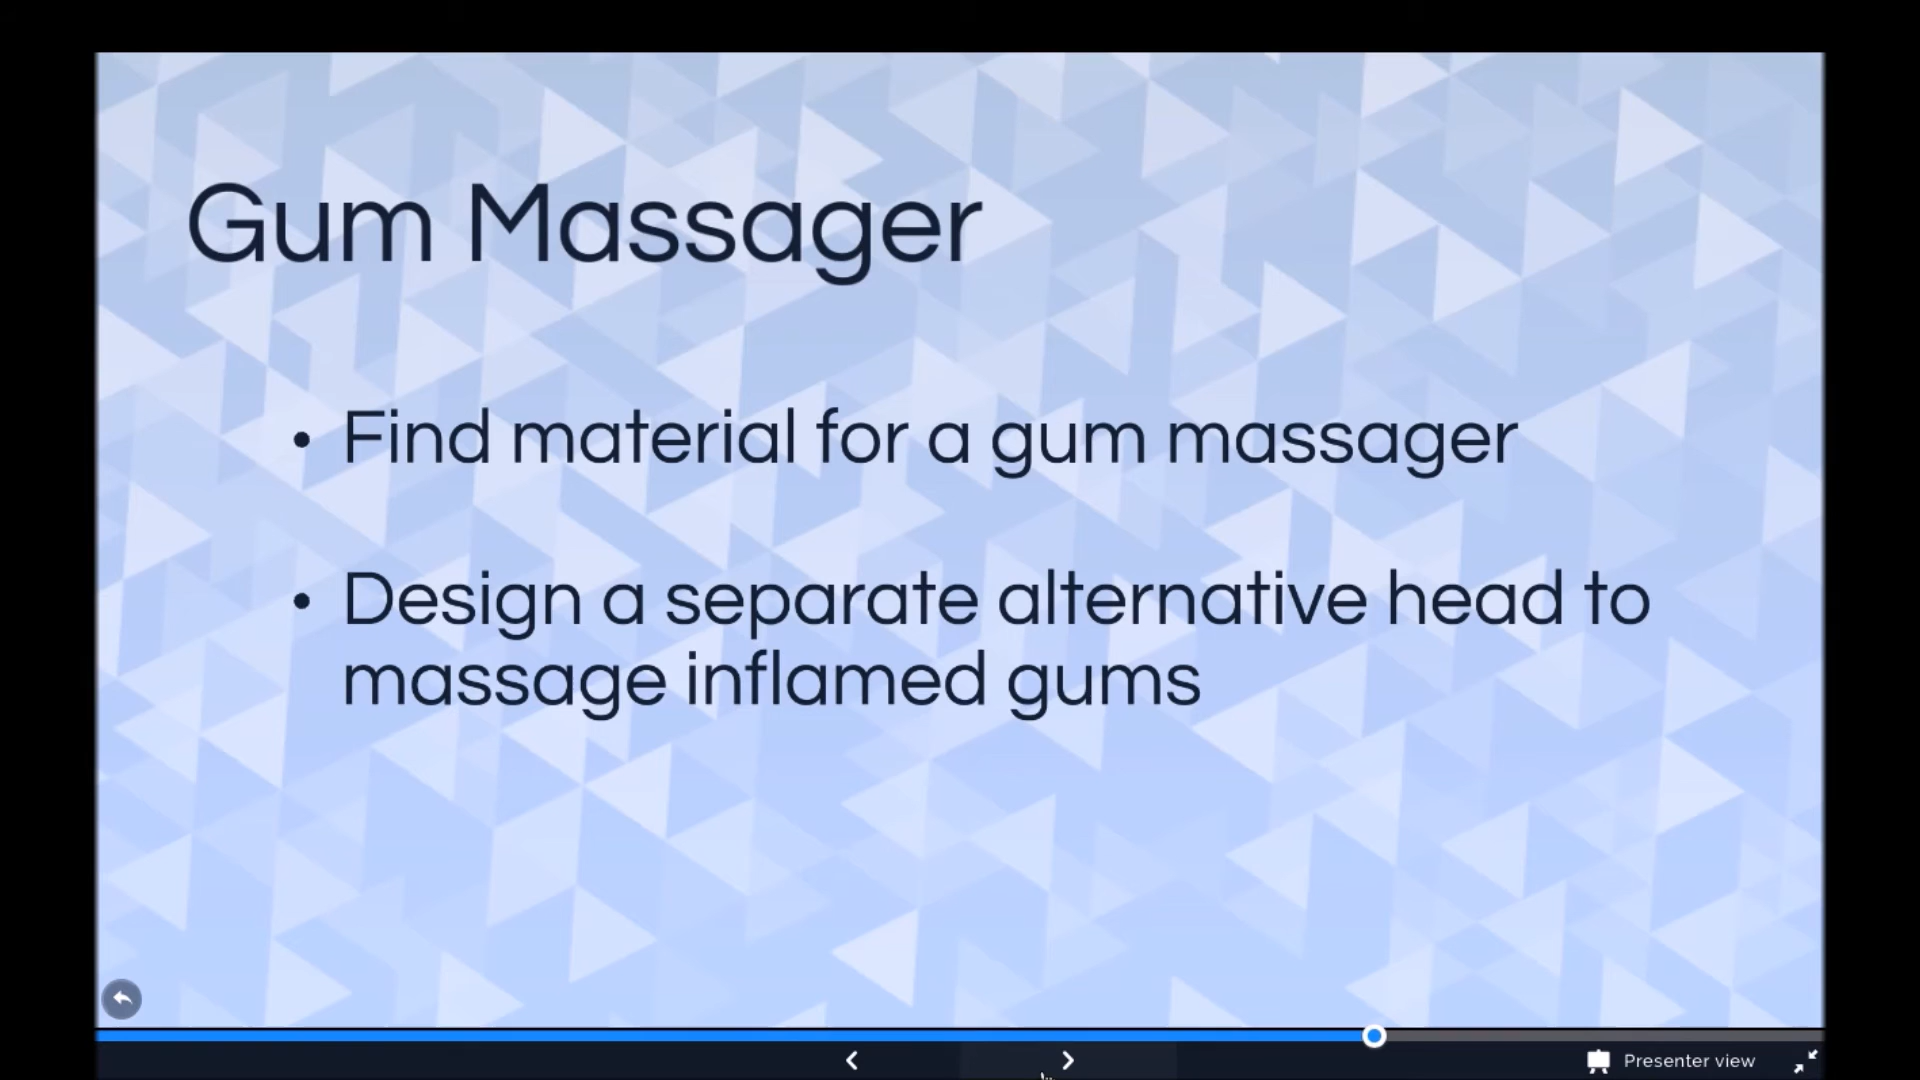 Gum Massager
• Find material for a gum massager
• Design a separate alternative head to
massage inflamed gums
Presenter view